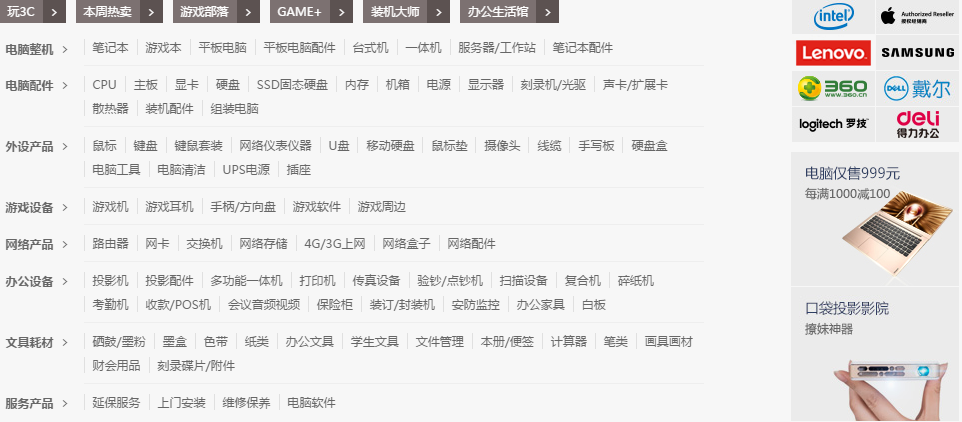 玩3C > 本周热卖 > 游戏部落 > GAME+ > 装机大师 > 办公生活馆 >
电脑整机 > 笔记本 游戏本 平板电脑 平板电脑配件 台式机 一体机 服务器/工作站 笔记本配件
电脑配件 > CPU 主板 显卡 硬盘 SSD固态硬盘 内存 机箱 电源 显示器 刻录机/光驱 声卡/扩展卡
散热器 装机配件 组装电脑
外设产品 > 鼠标 键盘 键鼠套装 网络仪表仪器 U盘 移动硬盘 鼠标垫 摄像头 线缆 手写板 硬盘盒
电脑工具 电脑清洁 UPS电源 插座
游戏设备 > 游戏机 游戏耳机 手柄/方向盘 游戏软件 游戏周边
网络产品 > 路由器 网卡 交换机 网络存储 4G/3G上网 网络盒子 网络配件
办公设备 > 投影机 投影配件 多功能一体机 打印机 传真设备 验钞/点钞机 扫描设备 复合机 碎纸机
考勤机 收款/POS机 会议音频视频 保险柜 装订/封装机 安防监控 办公家具 白板
文具耗材 > 硒鼓/墨粉 墨盒 色带 纸类 办公文具 学生文具 文件管理 本册/便签 计算器 笔类 画具画材
财会用品 刻录碟片/附件
服务产品 > 延保服务 上门安装 维修保养 电脑软件
intel
Authorized Reseller
授权经销商
Lenovo
SAMSUNG
360
WWW.360.CN
DELL 戴尔
logitech 罗技
deli
得力办公
电脑仅售999元
每满1000减100
口袋投影影院
撩妹神器